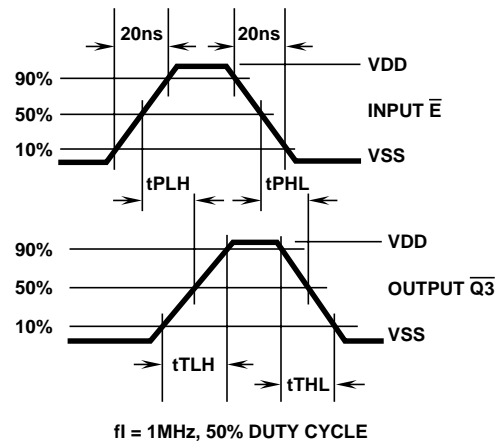 20ns 20ns
VDD
90%
50%
INPUT E̅
10%
VSS
tPLH tPHL
VDD
90%
50%
OUTPUT Q̅3̅
10%
VSS
tTLH
tTHL
fI = 1MHz, 50% DUTY CYCLE